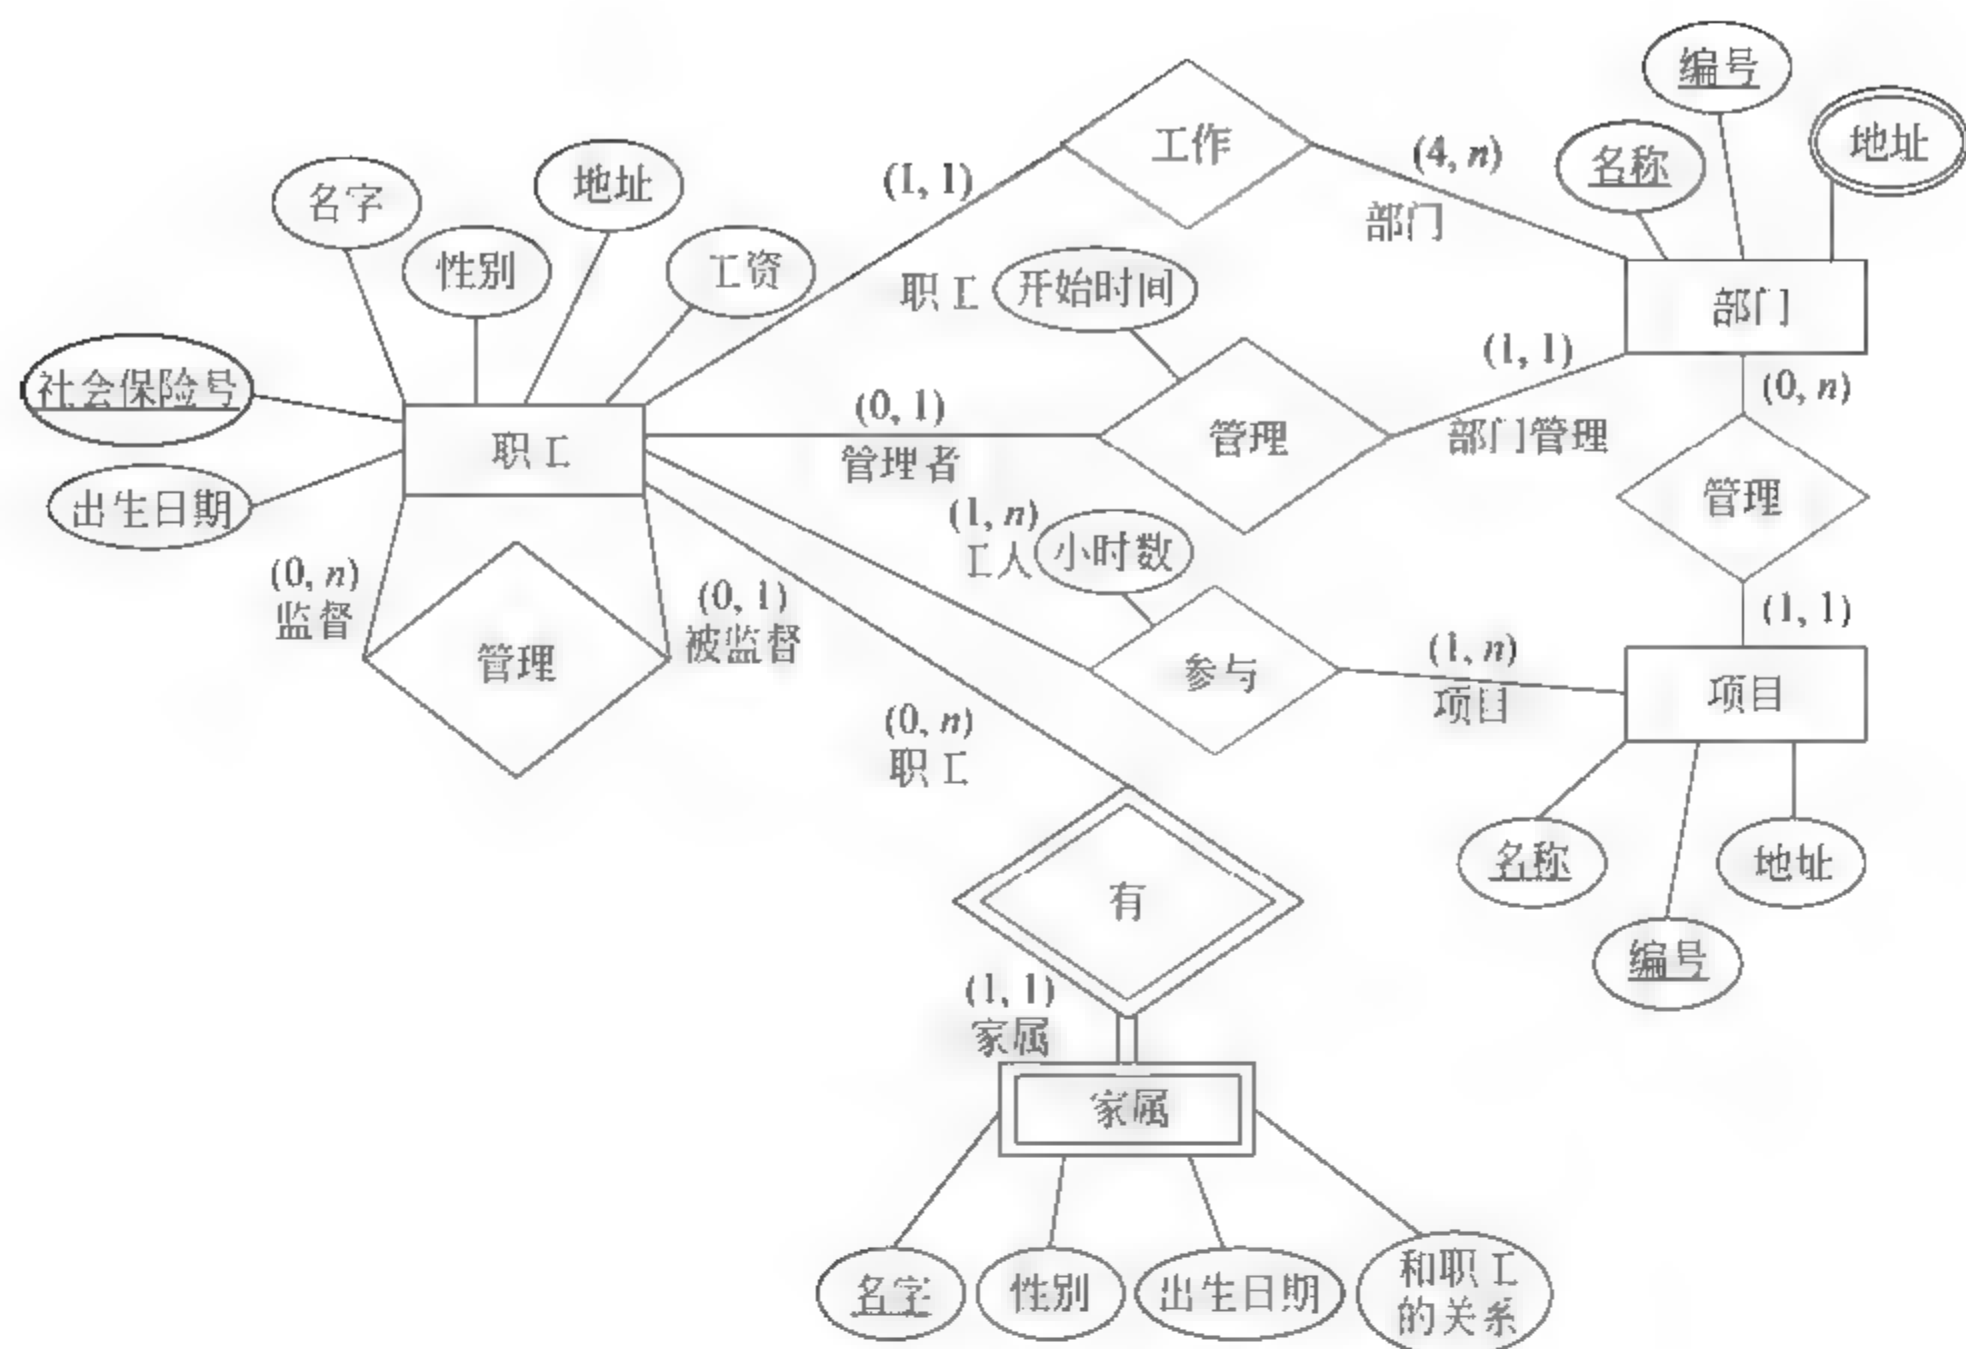 编号
工作
(4, n)
名称
地址
名字
地址
(1, 1)
部门
性别
工资
职工
开始时间
部门
(1, 1)
社会保险号
(0, 1)
(0, n)
职工
管理者
管理
部门管理
出生日期
(1, n)
工人
小时数
管理
(0, n)
监督
(0, 1)
被监督
管理
(1, 1)
参与
(1, n)
项目
项目
(0, n)
职工
名称
地址
有
编号
(1, 1)
家属
家属
名字
性别
出生日期
和职工
的关系